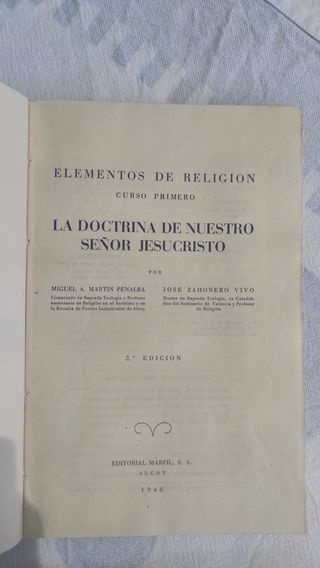 ELEMENTOS DE RELIGION
CURSO PRIMERO
LA DOCTRINA DE NUESTRO
SEÑOR JESUCRISTO
POR
MIGUEL A. MARTIN PENALBA
Licenciado en Sagrada Teología y Profesor
numerario de Religión en el Instituto y en
la Escuela de Peritos Industriales de Alcoy
JOSE ZAHONERO VIVO
Doctor en Sagrada Teología, ex Catedrá-
tico del Seminario de Valencia y Profesor
de Religión
5.ª EDICION
EDITORIAL MARFIL, S. A.
ALCOY
1948